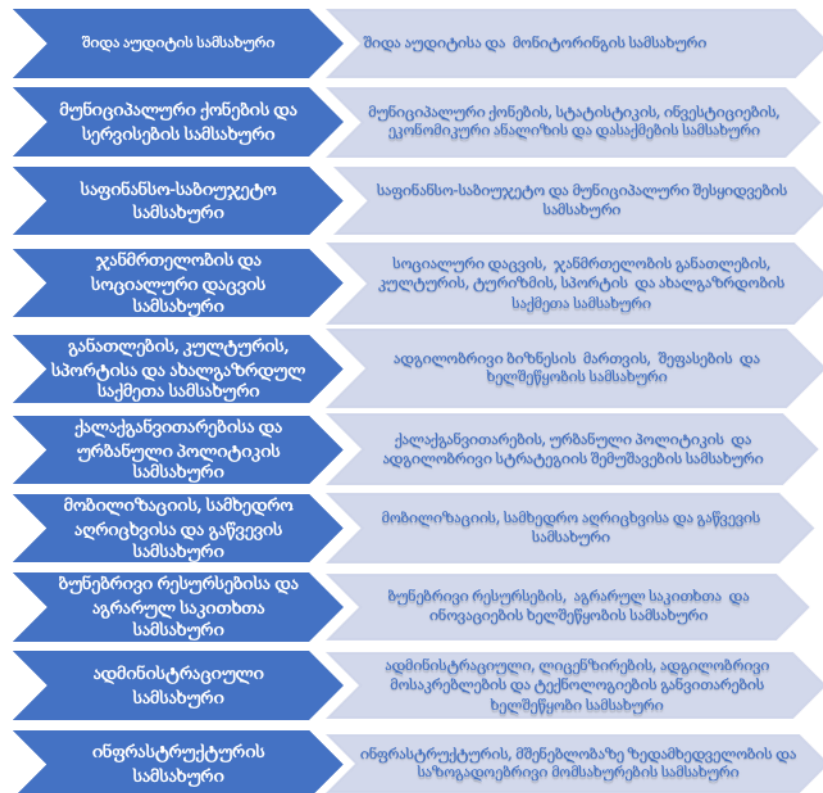 შიდა აუდიტის სამსახური
შიდა აუდიტისა და მონიტორინგის სამსახური
მუნიციპალური ქონების და
სერვისების სამსახური
მუნიციპალური ქონების, სტატისტიკის, ინვესტიციების,
ეკონომიკური ანალიზის და დასაქმების სამსახური
საფინანსო-საბიუჯეტო
სამსახური
საფინანსო-საბიუჯეტო და მუნიციპალური შესყიდვების
სამსახური
ჯანმრთელობის და
სოციალური დაცვის
სამსახური
სოციალური დაცვის, ჯანმრთელობის განათლების,
კულტურის, ტურიზმის, სპორტის და ახალგაზრდობის
საქმეთა სამსახური
განათლების, კულტურის,
სპორტისა და ახალგაზრდულ
საქმეთა სამსახური
ადგილობრივი ბიზნესის მართვის, შეფასების და
ხელშეწყობის სამსახური
ქალაქგანვითარებისა და
ურბანული პოლიტიკის
სამსახური
ქალაქგანვითარების, ურბანული პოლიტიკის და
ადგილობრივი სტრატეგიის შემუშავების სამსახური
მობილიზაციის, სამხედრო
აღრიცხვისა და გაწვევის
სამსახური
მობილიზაციის, სამხედრო აღრიცხვისა და გაწვევის
სამსახური
ბუნებრივი რესურსებისა და
აგრარულ საკითხთა
სამსახური
ბუნებრივი რესურსების, აგრარულ საკითხთა და
ინოვაციების ხელშეწყობის სამსახური
ადმინისტრაციული
სამსახური
ადმინისტრაციული, ლიცენზირების, ადგილობრივი
მოსაკრებლების და ტექნოლოგიების განვითარების
ხელშეწყობი სამსახური
ინფრასტრუქტურის
სამსახური
ინფრასტრუქტურის, მშენებლობაზე ზედამხედველობის და
საზოგადოებრივი მომსახურების სამსახური